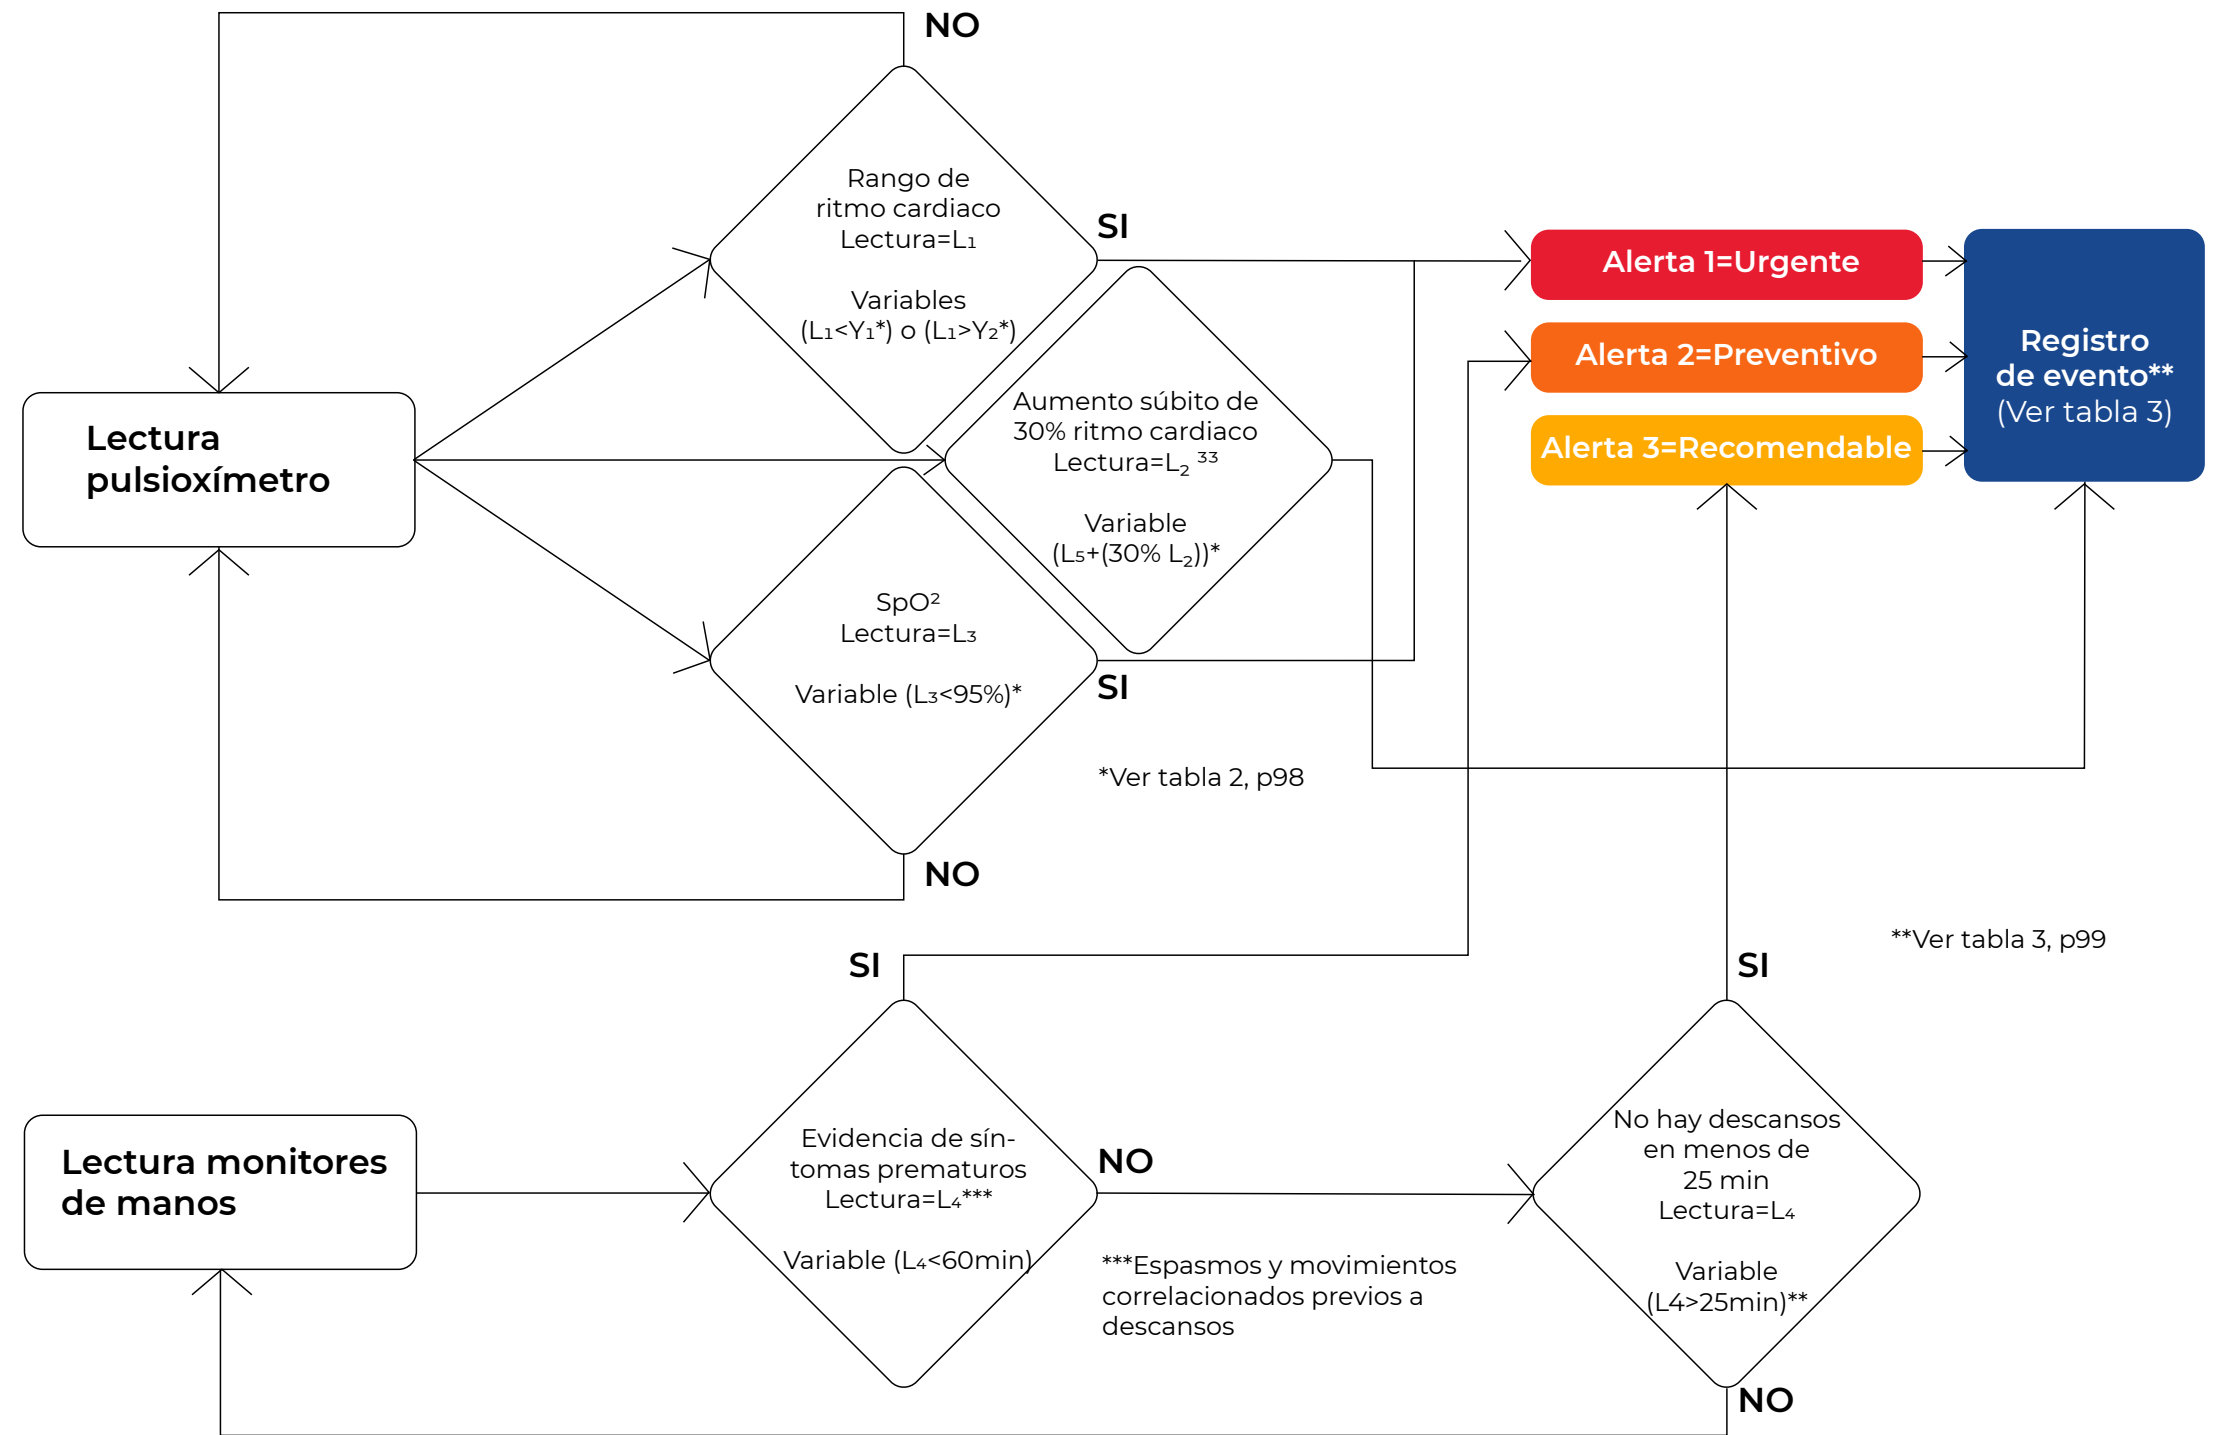 NO
Rango de
ritmo cardiaco
Lectura=L₁
Variables
(L₁<Y₁*) o (L₁>Y₂*)
SI
Alerta 1=Urgente
Alerta 2=Preventivo
Alerta 3=Recomendable
Registro
de evento**
(Ver tabla 3)
Lectura
pulsioxímetro
Aumento súbito de
30% ritmo cardiaco
Lectura=L₂ ³³
Variable
(L₅+(30% L₂))*
SpO²
Lectura=L₃
Variable (L₃<95%)*
SI
*Ver tabla 2, p98
NO
**Ver tabla 3, p99
SI
SI
Lectura monitores
de manos
Evidencia de sín-
tomas prematuros
Lectura=L₄***
Variable (L₄<60min)
NO
No hay descansos
en menos de
25 min
Lectura=L₄
Variable
(L4>25min)**
***Espasmos y movimientos
correlacionados previos a
descansos
NO